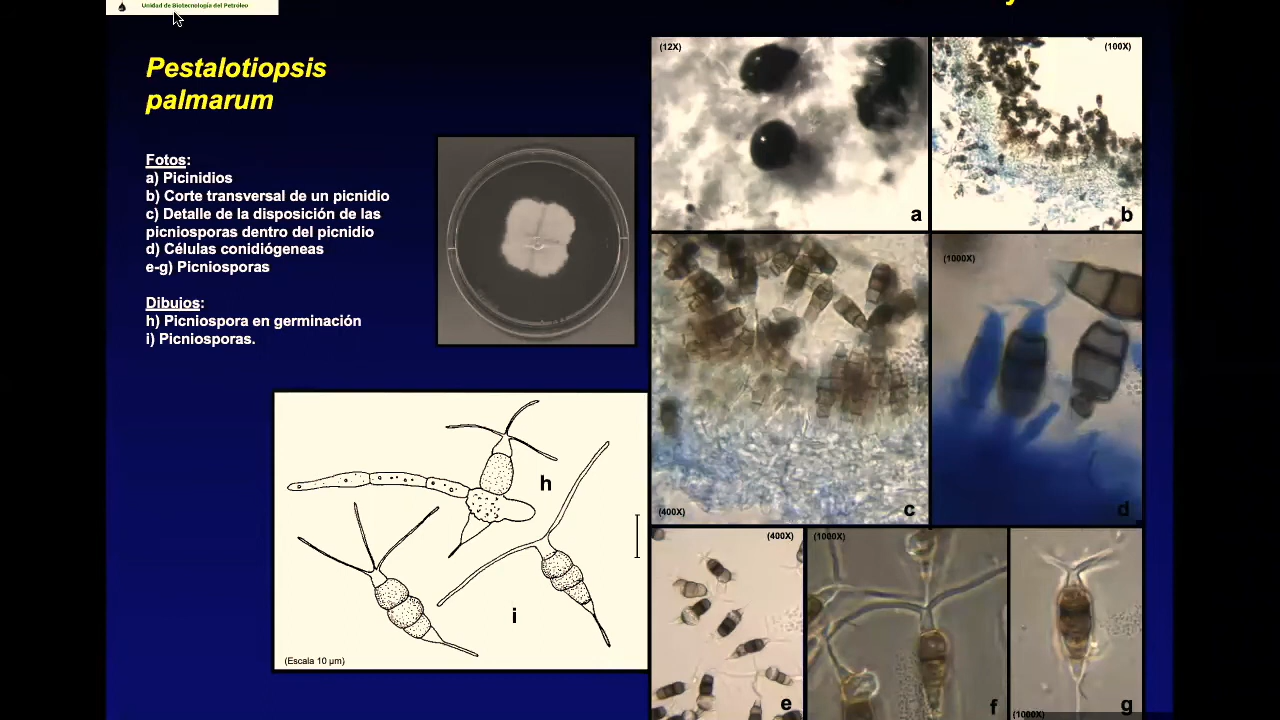 Unidad de Biotecnología del Petróleo
Pestalotiopsis
palmarum
Fotos:
a) Picinidios
b) Corte transversal de un picnidio
c) Detalle de la disposición de las
picniosporas dentro del picnidio
d) Células conidiógeneas
e-g) Picniosporas
Dibujos:
h) Picniospora en germinación
i) Picniosporas.
h
i
(Escala 10 µm)
(12X)
a
(100X)
b
(400X)
c
(1000X)
d
(400X)
e
(1000X)
f
(1000X)
g